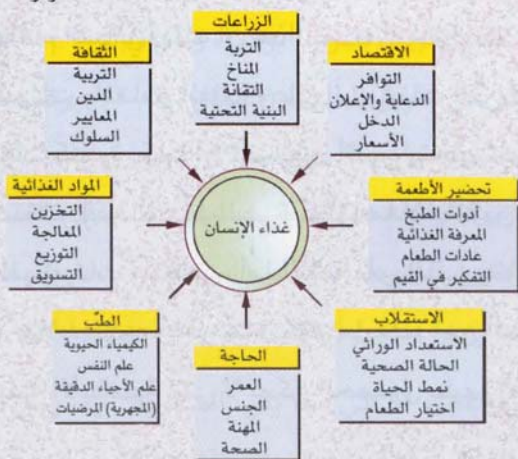 الزراعات
التربة
المناخ
التقانة
البنية التحتية
الاقتصاد
التوافر
الدعاية والإعلان
الدخل
الأسعار
الثقافة
التربية
الدين
المعايير
السلوك
تحضير الأطعمة
أدوات الطبخ
المعرفة الغذائية
عادات الطعام
التفكير في القيم
غذاء الإنسان
المواد الغذائية
التخزين
المعالجة
التوزيع
التسويق
الاستقلاب
الاستعداد الوراثي
الحالة الصحية
نمط الحياة
اختيار الطعام
الحاجة
العمر
الجنس
المهنة
الصحة
الطبّ
الكيمياء الحيوية
علم النفس
علم الأحياء الدقيقة
(المجهرية) المرضيات